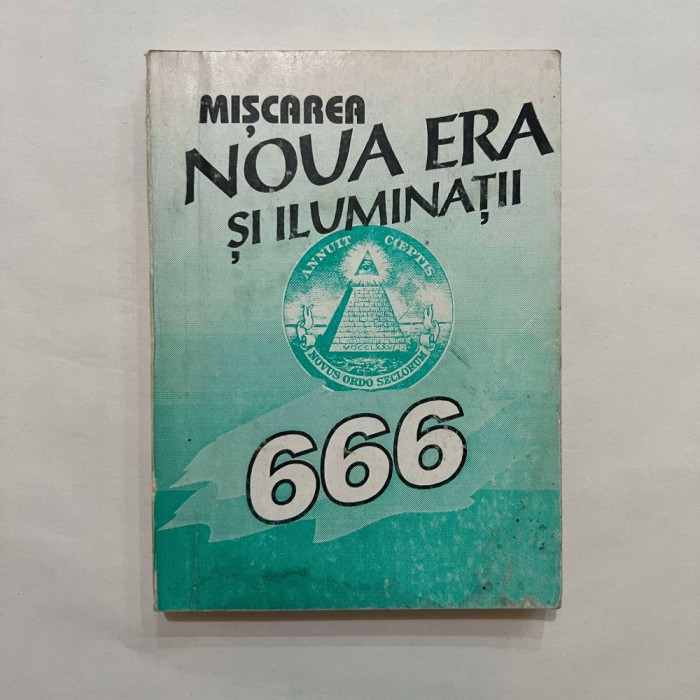 MIȘCAREA
NOUA ERA
ȘI ILUMINAȚII
ANNUIT CŒPTIS
MDCCLXXVI
NOVUS ORDO SECLORUM
666